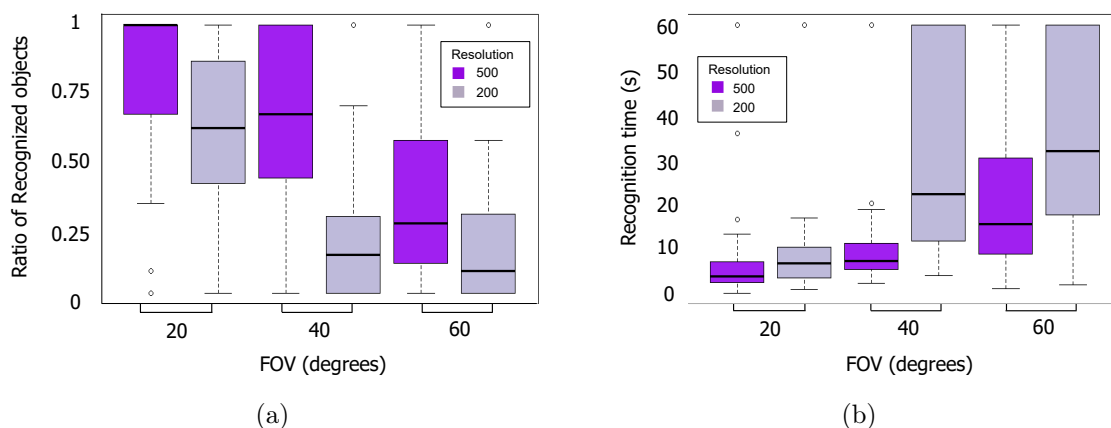 Ratio of Recognized objects
1
0.75
0.50
0.25
0
Resolution
500
200
20
40
60
FOV (degrees)
(a)
Recognition time (s)
60
50
40
30
20
10
0
Resolution
500
200
20
40
60
FOV (degrees)
(b)